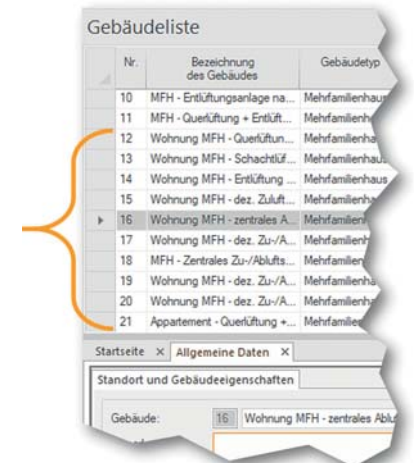 Gebäudeliste
Nr. Bezeichnung des Gebäudes Gebäudetyp
10 MFH - Entlüftungsanlage na... Mehrfamilienhaus
11 MFH - Querlüftung + Entlüft...
12 Wohnung MFH - Querlüftun...
13 Wohnung MFH - Schachtlüf... Mehrfamilienhaus
14 Wohnung MFH - Entlüftung ... Mehrfamilienhaus
15 Wohnung MFH - dez. Zuluft...
16 Wohnung MFH - zentrales A...
17 Wohnung MFH - dez. Zu-/A...
18 MFH - Zentrales Zu-/Ablufts...
19 Wohnung MFH - dez. Zu-/A...
20 Wohnung MFH - dez. Zu-/A...
21 Appartement - Querlüftung +...
Startseite × Allgemeine Daten ×
Standort und Gebäudeeigenschaften
Gebäude: 16 Wohnung MFH - zentrales